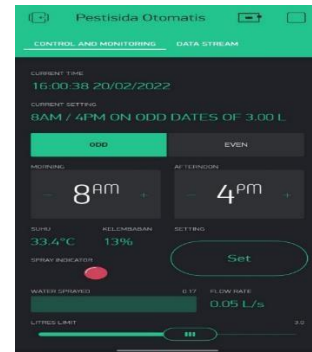 Pestisida Otomatis
CONTROL AND MONITORING DATA STREAM
CURRENT TIME
16:00:38 20/02/2022
CURRENT SETTING
8AM / 4PM ON ODD DATES OF 3.00 L
ODD EVEN
MORNING AFTERNOON
- 8AM + - 4PM +
SUHU KELEMBABAN SETTING
33.4°C 13%
Set
SPRAY INDICATOR
WATER SPRAYED 0.17 FLOW RATE
0.05 L/s
LITRES LIMIT 3.0